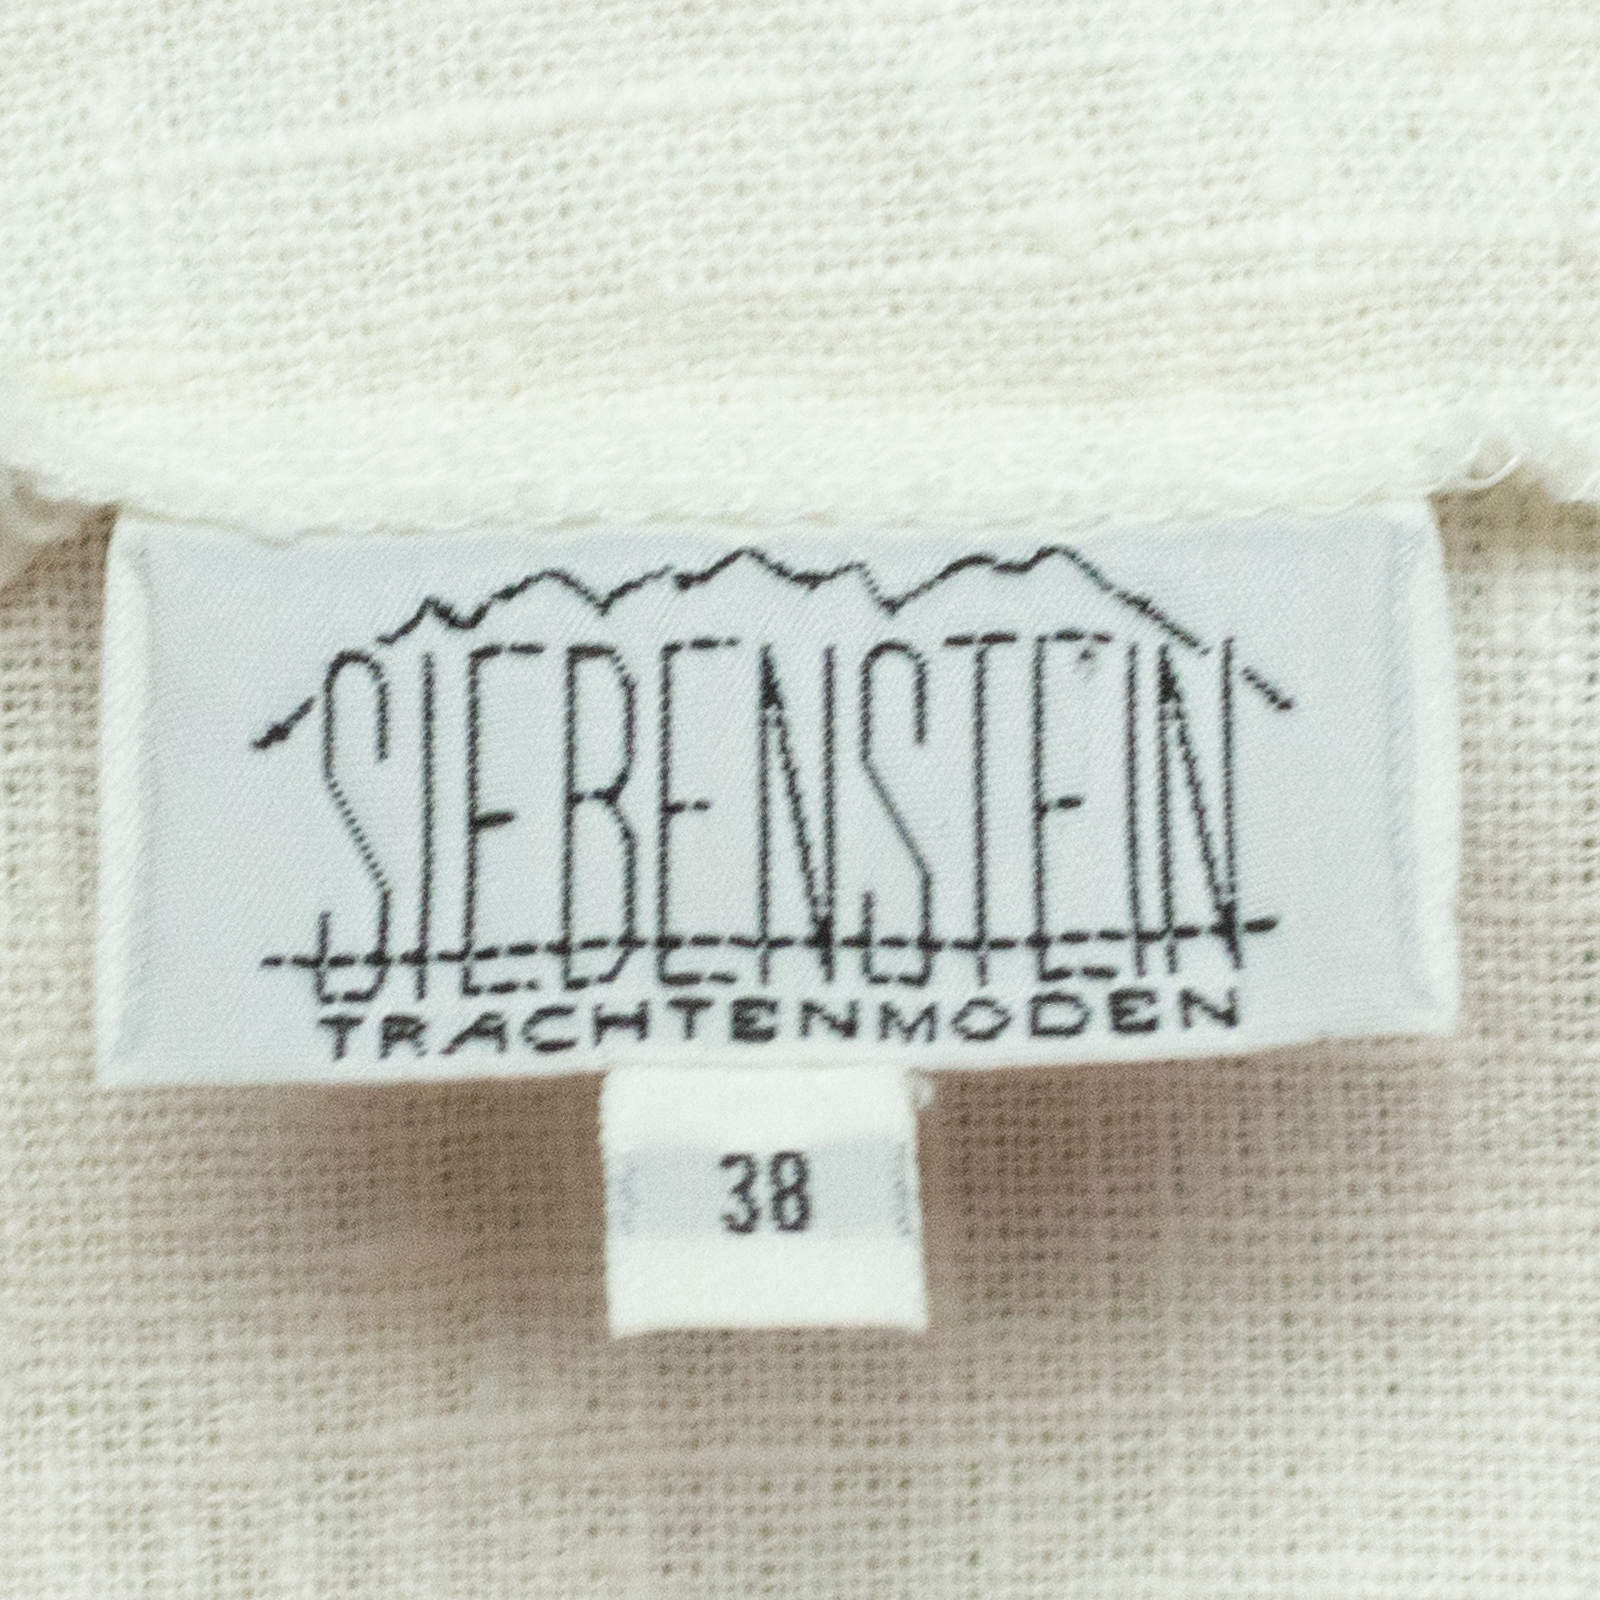 SIEBENSTEIN
TRACHTENMODEN
38